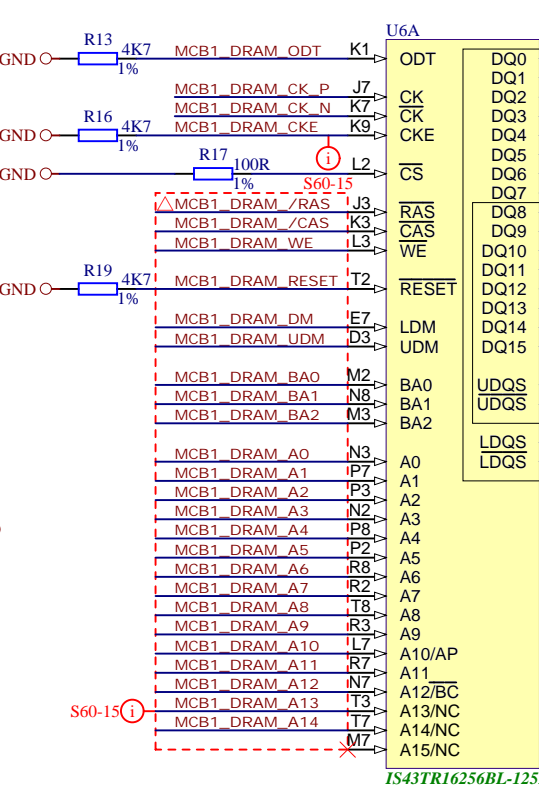 U6A
R13
GND 4K7 MCB1_DRAM_ODT K1 ODT DQ0
1%
DQ1
MCB1_DRAM_CK_P J7 CK DQ2
MCB1_DRAM_CK_N K7 CK DQ3
R16
GND 4K7 MCB1_DRAM_CKE K9 CKE DQ4
1%
i
DQ5
R17
GND 100R L2 CS DQ6
1%
S60-15
DQ7
MCB1_DRAM_/RAS J3 RAS DQ8
MCB1_DRAM_/CAS K3 CAS DQ9
MCB1_DRAM_WE L3 WE DQ10
DQ11
R19
GND 4K7 MCB1_DRAM_RESET T2 RESET DQ12
1%
DQ13
MCB1_DRAM_DM E7 LDM DQ14
MCB1_DRAM_UDM D3 UDM DQ15
MCB1_DRAM_BA0 M2 BA0 UDQS
MCB1_DRAM_BA1 N8 BA1 UDQS
MCB1_DRAM_BA2 M3 BA2
LDQS
MCB1_DRAM_A0 N3 A0 LDQS
MCB1_DRAM_A1 P7 A1
MCB1_DRAM_A2 P3 A2
MCB1_DRAM_A3 N2 A3
MCB1_DRAM_A4 P8 A4
MCB1_DRAM_A5 P2 A5
MCB1_DRAM_A6 R8 A6
MCB1_DRAM_A7 R2 A7
MCB1_DRAM_A8 T8 A8
MCB1_DRAM_A9 R3 A9
MCB1_DRAM_A10 L7 A10/AP
MCB1_DRAM_A11 R7 A11
MCB1_DRAM_A12 N7 A12/BC
S60-15 i MCB1_DRAM_A13 T3 A13/NC
MCB1_DRAM_A14 T7 A14/NC
M7 A15/NC
IS43TR16256BL-125